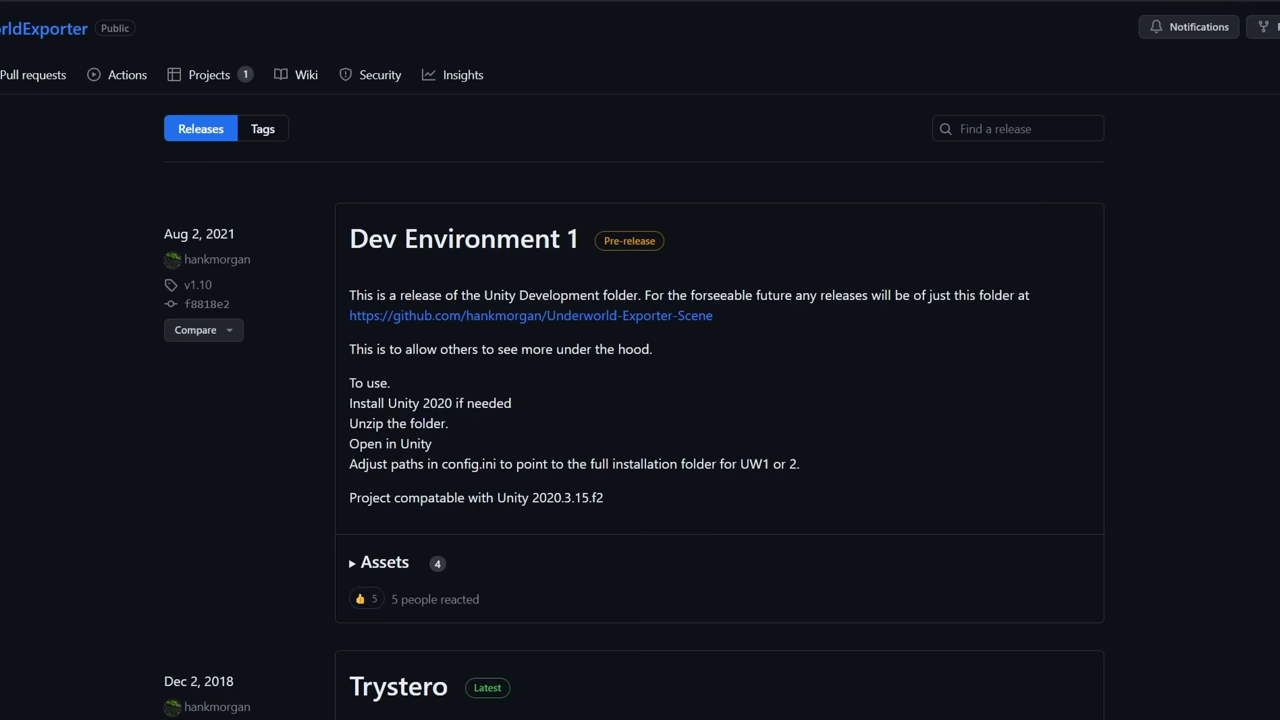 rldExporter Public
Notifications
Pull requests Actions Projects 1 Wiki Security Insights
Releases Tags
Find a release
Aug 2, 2021
hankmorgan
v1.10
f8818e2
Compare
Dev Environment 1 Pre-release
This is a release of the Unity Development folder. For the forseeable future any releases will be of just this folder at
https://github.com/hankmorgan/Underworld-Exporter-Scene
This is to allow others to see more under the hood.
To use.
Install Unity 2020 if needed
Unzip the folder.
Open in Unity
Adjust paths in config.ini to point to the full installation folder for UW1 or 2.
Project compatable with Unity 2020.3.15.f2
Assets 4
5 5 people reacted
Dec 2, 2018
hankmorgan
Trystero Latest